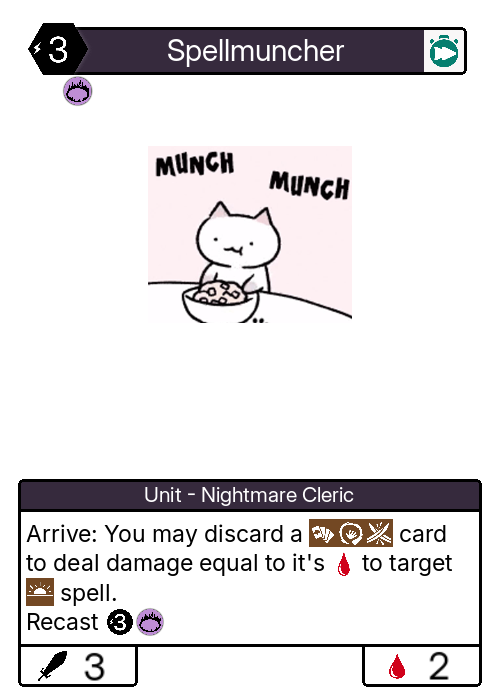 3 Spellmuncher
MUNCH
MUNCH
Unit - Nightmare Cleric
Arrive: You may discard a card
to deal damage equal to it's to target
spell.
Recast 3
3 2